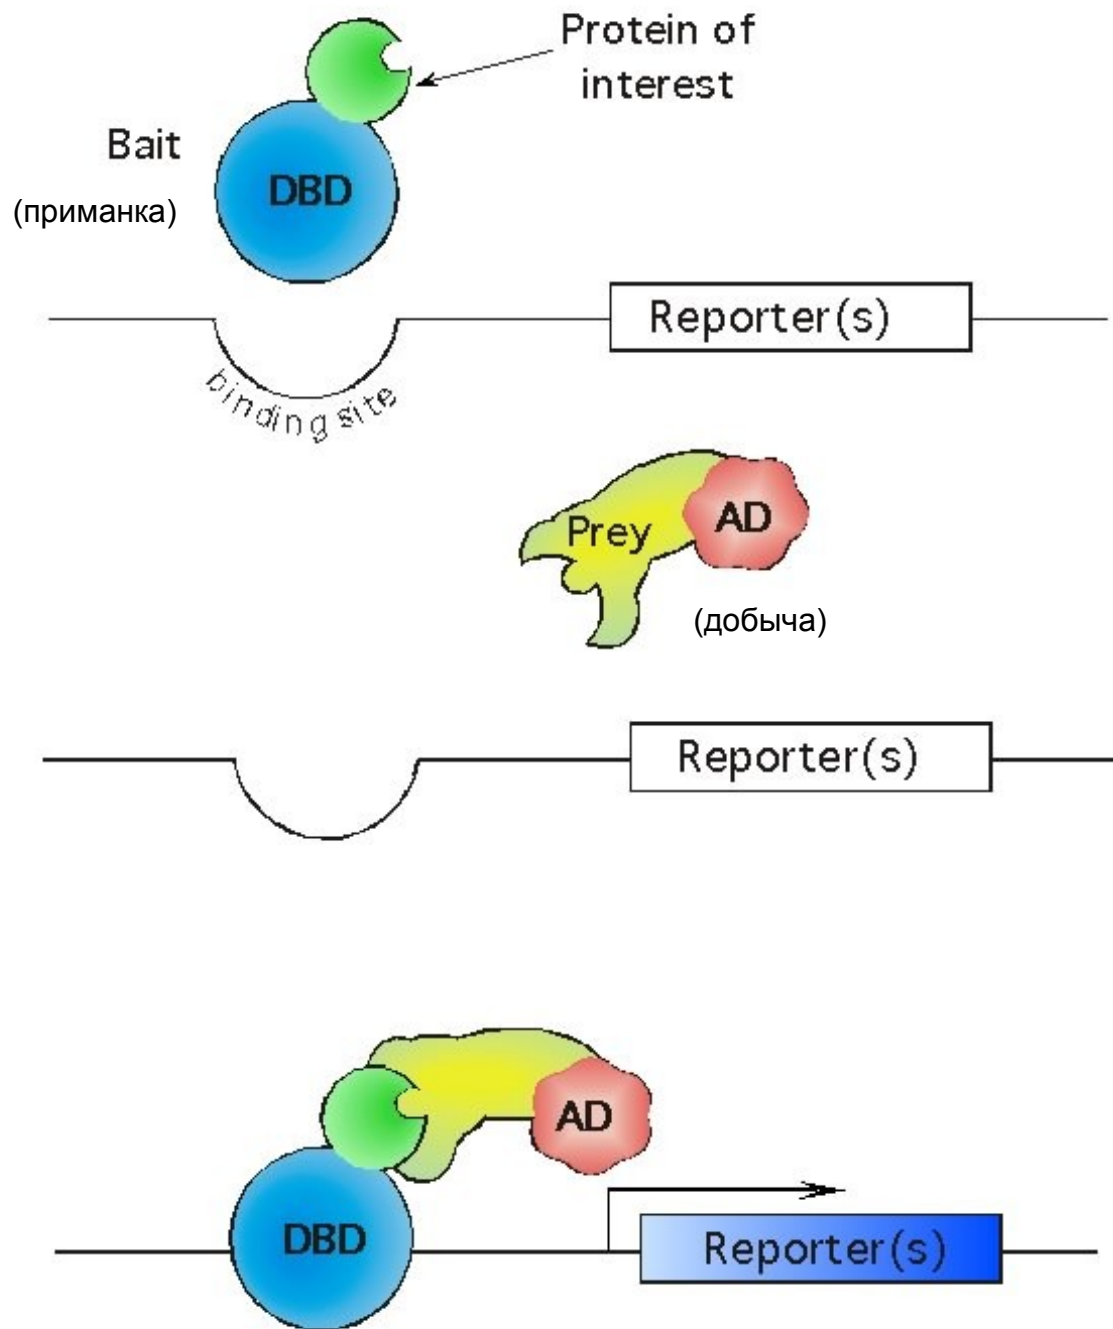 Protein of
interest
Bait
DBD
(приманка)
Reporter(s)
binding site
Prey
AD
(добыча)
Reporter(s)
AD
DBD
Reporter(s)